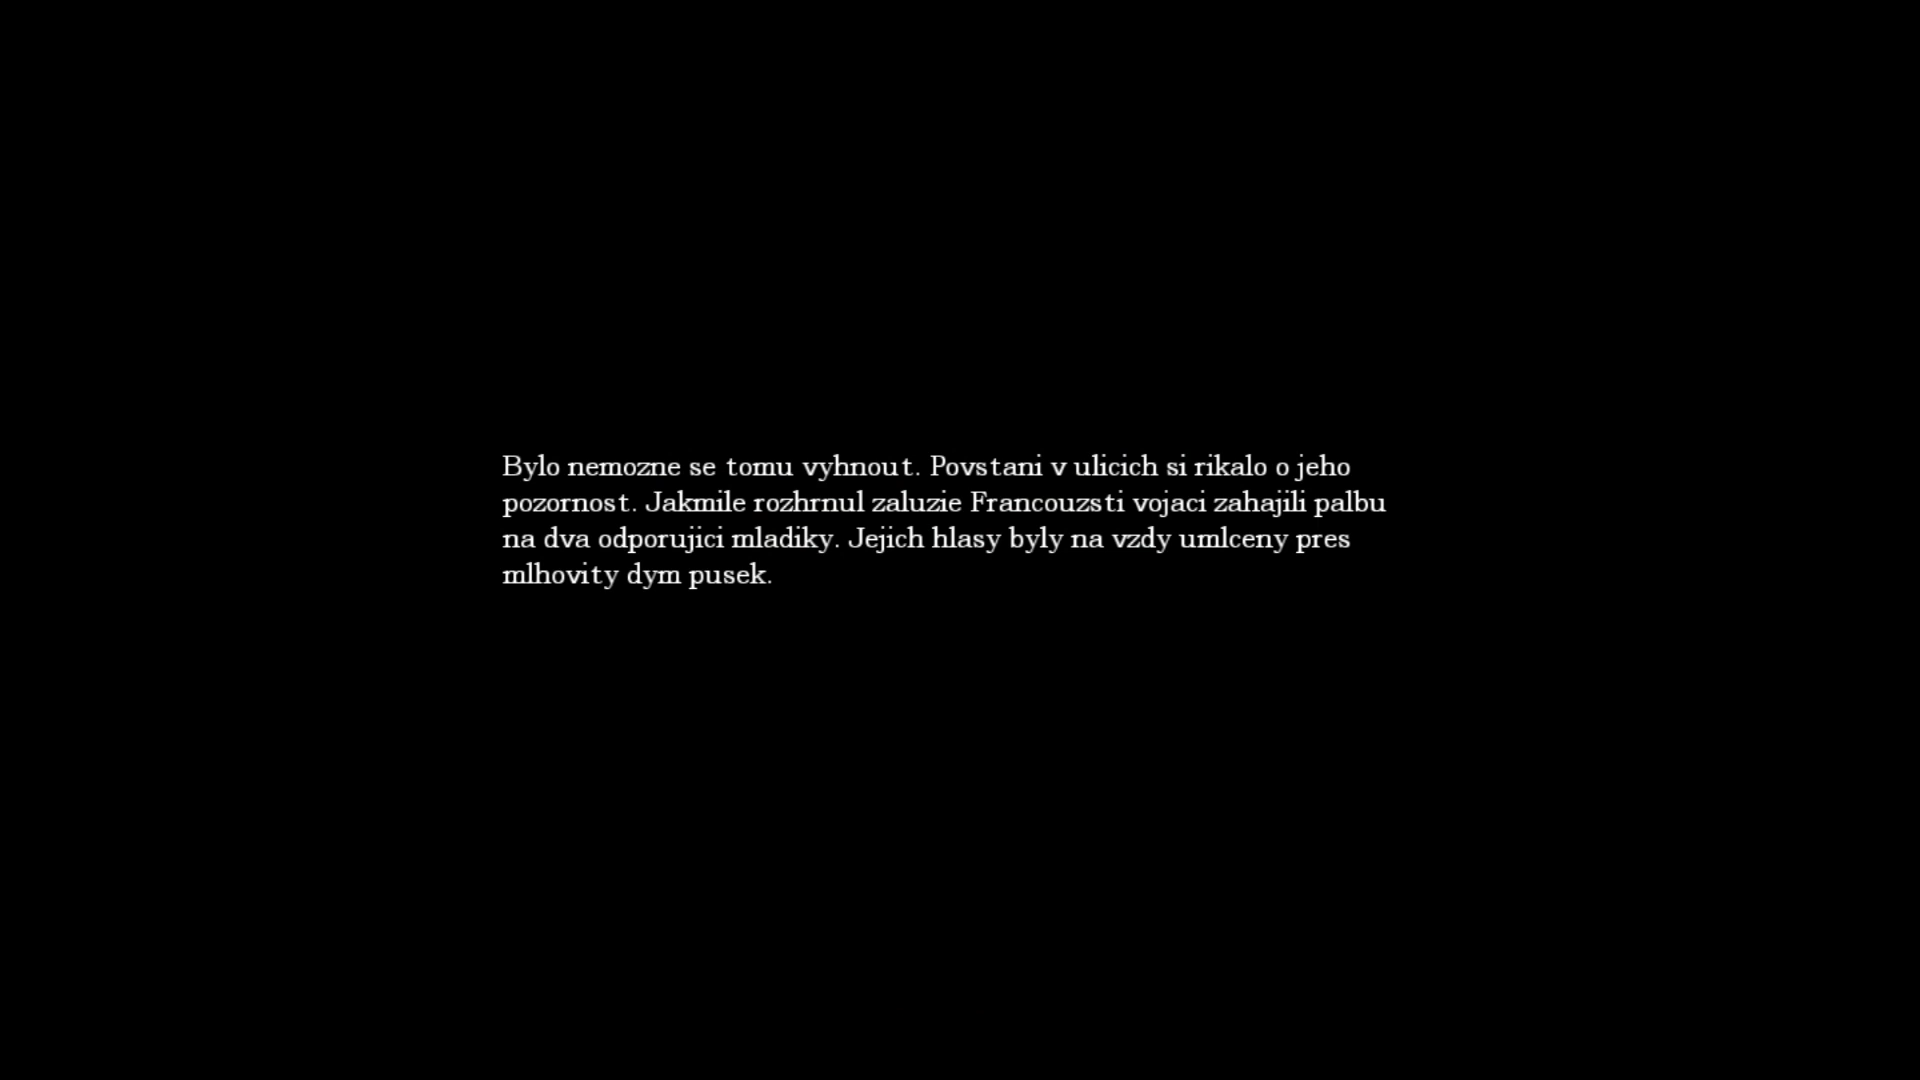 Bylo nemozne se tomu vyhnout. Povstani v ulicich si rikalo o jeho
pozornost. Jakmile rozhrnul zaluzie Francouzsti vojaci zahajili palbu
na dva odporujici mladiky. Jejich hlasy byly na vzdy umlceny pres
mlhovity dym pusek.